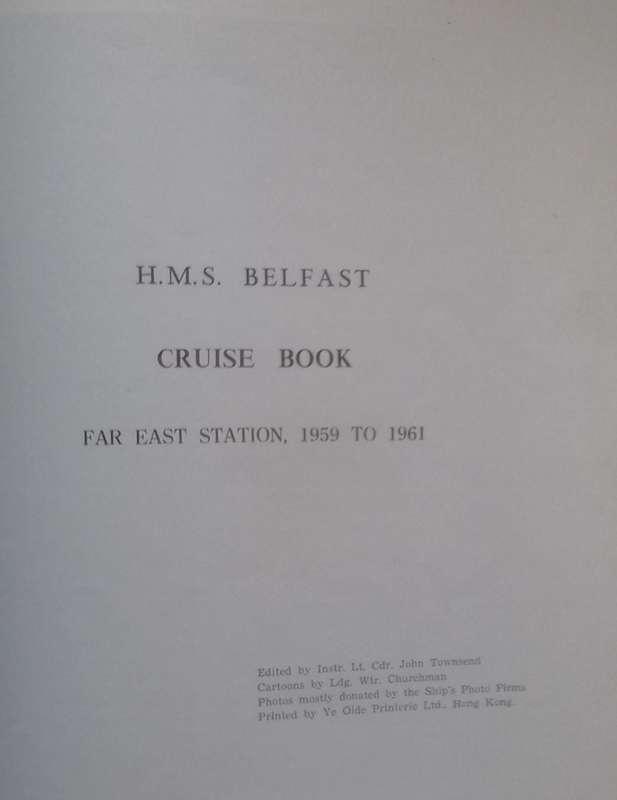 H.M.S. BELFAST
CRUISE BOOK
FAR EAST STATION, 1959 TO 1961
Edited by Instr. Lt. Cdr. John Townsend
Cartoons by Ldg. Wtr. Churchman
Photos mostly donated by the Ship's Photo Firms
Printed by Ye Olde Printerie Ltd., Hong Kong.